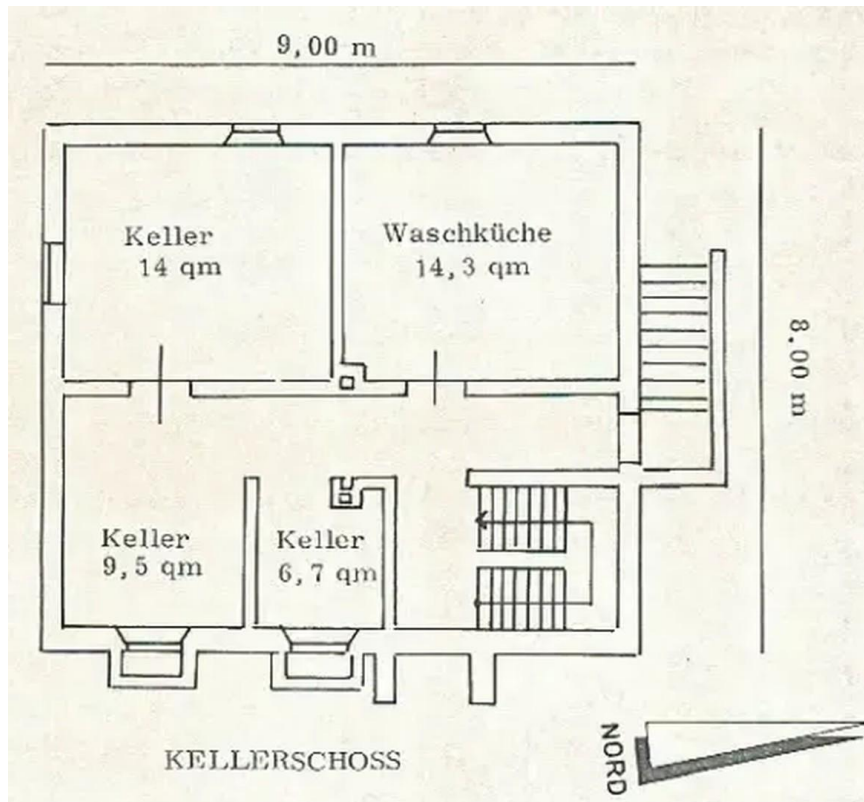 9,00 m
Keller
14 qm
Waschküche
14,3 qm
8.00 m
Keller
9,5 qm
Keller
6,7 qm
KELLERSCHOSS
NORD